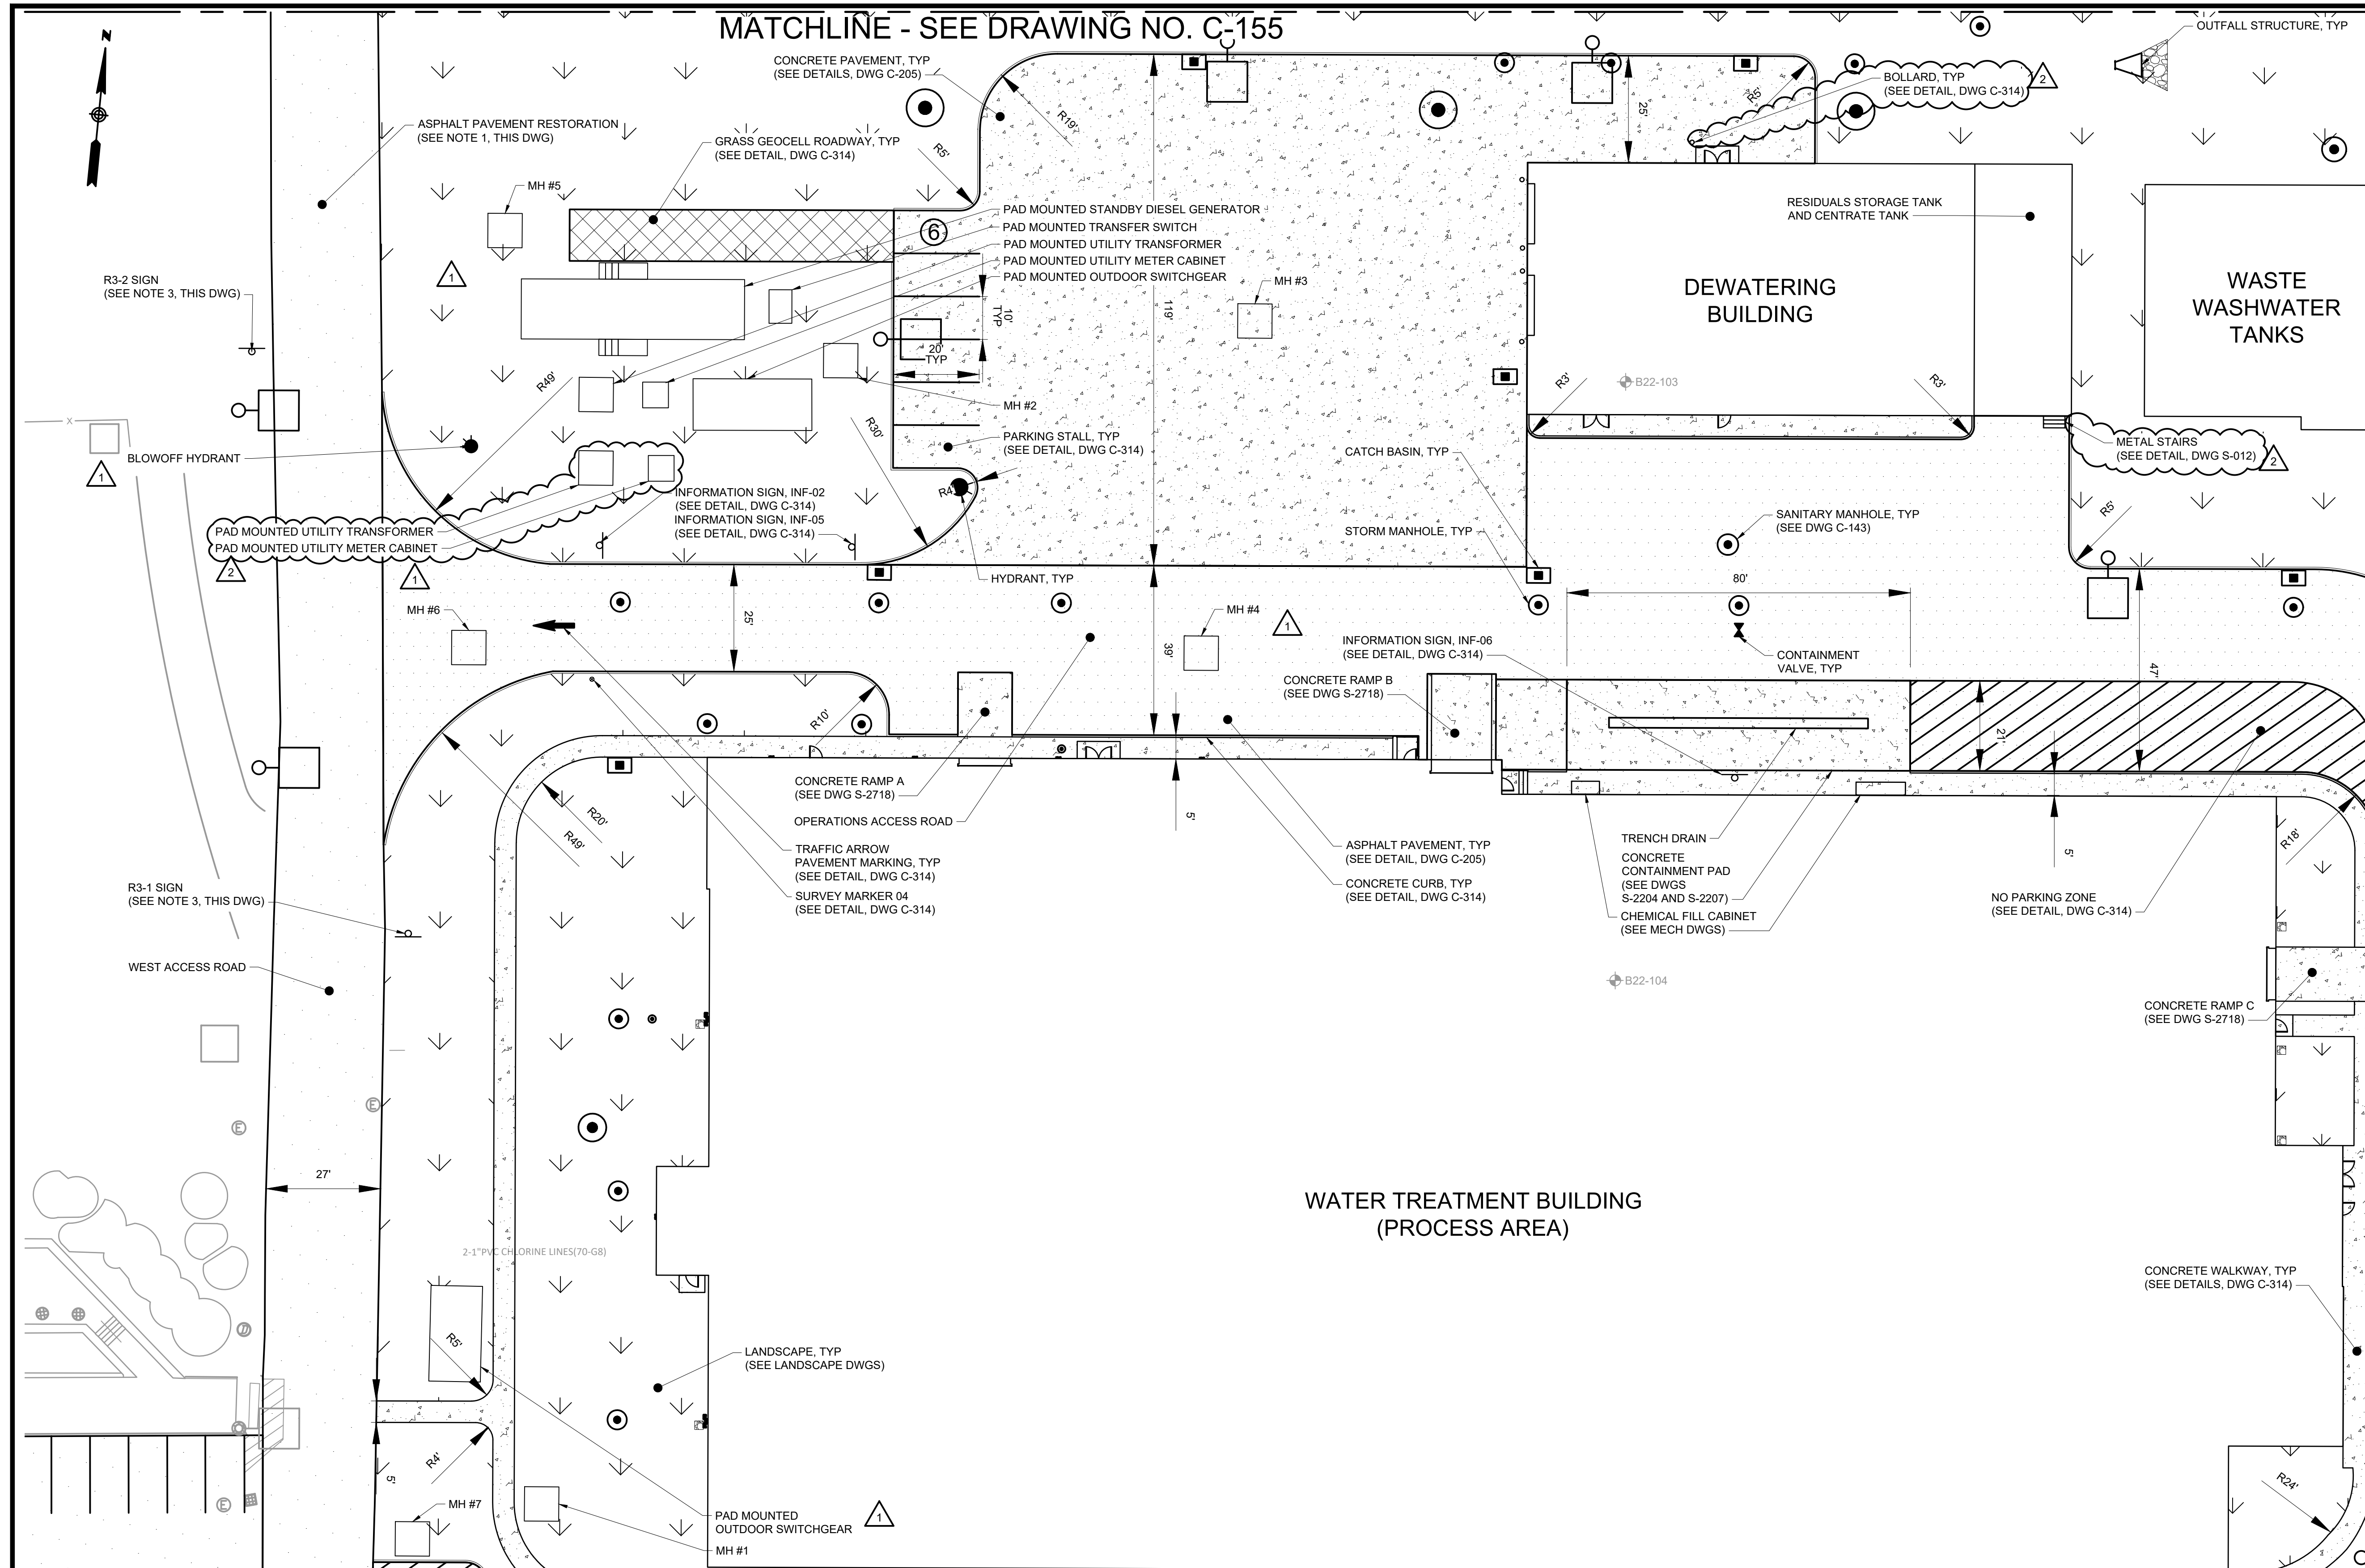 MATCHLINE - SEE DRAWING NO. C-155
N
OUTFALL STRUCTURE, TYP
CONCRETE PAVEMENT, TYP
(SEE DETAILS, DWG C-205)
BOLLARD, TYP
(SEE DETAIL, DWG C-314)
2
R19'
R5'
25'
R5'
ASPHALT PAVEMENT RESTORATION
(SEE NOTE 1, THIS DWG)
GRASS GEOCELL ROADWAY, TYP
(SEE DETAIL, DWG C-314)
MH #5
6
PAD MOUNTED STANDBY DIESEL GENERATOR
PAD MOUNTED TRANSFER SWITCH
PAD MOUNTED UTILITY TRANSFORMER
PAD MOUNTED UTILITY METER CABINET
PAD MOUNTED OUTDOOR SWITCHGEAR
RESIDUALS STORAGE TANK
AND CENTRATE TANK
R3-2 SIGN
(SEE NOTE 3, THIS DWG)
1
MH #3
DEWATERING
BUILDING
WASTE
WASHWATER
TANKS
119'
10'
TYP
20'
TYP
R49'
R30'
MH #2
B22-103
R3'
R3'
X
BLOWOFF HYDRANT
1
PARKING STALL, TYP
(SEE DETAIL, DWG C-314)
CATCH BASIN, TYP
METAL STAIRS
(SEE DETAIL, DWG S-012)
2
R4'
INFORMATION SIGN, INF-02
(SEE DETAIL, DWG C-314)
INFORMATION SIGN, INF-05
(SEE DETAIL, DWG C-314)
PAD MOUNTED UTILITY TRANSFORMER
PAD MOUNTED UTILITY METER CABINET
2
1
STORM MANHOLE, TYP
SANITARY MANHOLE, TYP
(SEE DWG C-143)
R5'
HYDRANT, TYP
80'
MH #6
25'
MH #4
1
39'
INFORMATION SIGN, INF-06
(SEE DETAIL, DWG C-314)
CONTAINMENT
VALVE, TYP
47'
CONCRETE RAMP B
(SEE DWG S-2718)
R10'
21'
CONCRETE RAMP A
(SEE DWG S-2718)
OPERATIONS ACCESS ROAD
5'
R20'
R49'
TRAFFIC ARROW
PAVEMENT MARKING, TYP
(SEE DETAIL, DWG C-314)
SURVEY MARKER 04
(SEE DETAIL, DWG C-314)
ASPHALT PAVEMENT, TYP
(SEE DETAIL, DWG C-205)
CONCRETE CURB, TYP
(SEE DETAIL, DWG C-314)
TRENCH DRAIN
CONCRETE
CONTAINMENT PAD
(SEE DWGS
S-2204 AND S-2207)
CHEMICAL FILL CABINET
(SEE MECH DWGS)
5'
R18'
NO PARKING ZONE
(SEE DETAIL, DWG C-314)
R3-1 SIGN
(SEE NOTE 3, THIS DWG)
WEST ACCESS ROAD
B22-104
CONCRETE RAMP C
(SEE DWG S-2718)
E
E
27'
WATER TREATMENT BUILDING
(PROCESS AREA)
2-1"PVC CHLORINE LINES(70-G8)
CONCRETE WALKWAY, TYP
(SEE DETAILS, DWG C-314)
D
R5'
LANDSCAPE, TYP
(SEE LANDSCAPE DWGS)
R4'
5'
E
MH #7
R24'
PAD MOUNTED
OUTDOOR SWITCHGEAR
1
MH #1